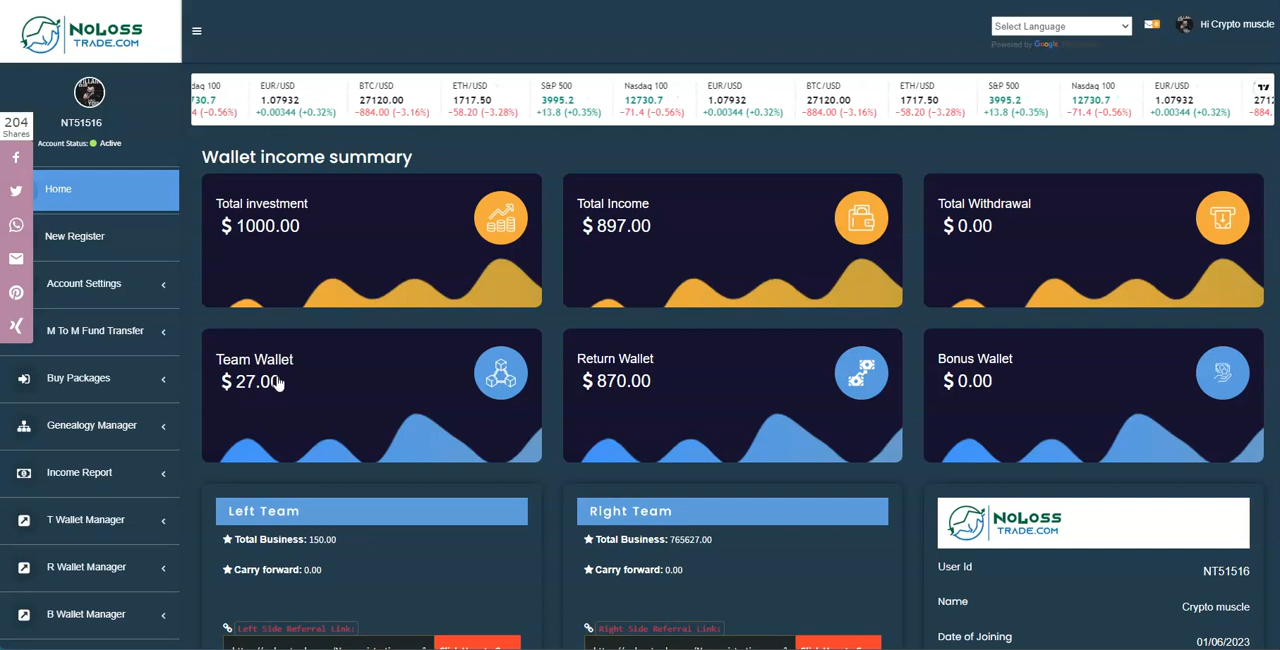 NoLoss
TRADE.COM
Select Language
Hi Crypto muscle
Powered by Google
NT51516
204
Shares
Account Status: Active
daq 100 EUR/USD BTC/USD ETH/USD S&P 500 Nasdaq 100 EUR/USD BTC/USD ETH/USD S&P 500 Nasdaq 100 EUR/USD
730.7 1.07932 27120.00 1717.50 3995.2 12730.7 1.07932 27120.00 1717.50 3995.2 12730.7 1.07932 2712
4 (−0.56%) +0.00344 (+0.32%) −884.00 (−3.16%) −58.20 (−3.28%) +13.8 (+0.35%) −71.4 (−0.56%) +0.00344 (+0.32%) −884.00 (−3.16%) −58.20 (−3.28%) +13.8 (+0.35%) −71.4 (−0.56%) +0.00344 (+0.32%) −884.
Home
New Register
Account Settings
M To M Fund Transfer
Buy Packages
Genealogy Manager
Income Report
T Wallet Manager
R Wallet Manager
B Wallet Manager
Wallet income summary
Total investment
$ 1000.00
Total Income
$ 897.00
Total Withdrawal
$ 0.00
Team Wallet
$ 27.00
Return Wallet
$ 870.00
Bonus Wallet
$ 0.00
Left Team
Total Business: 150.00
Carry forward: 0.00
Left Side Referral Link:
Right Team
Total Business: 765627.00
Carry forward: 0.00
Right Side Referral Link:
NoLoss
TRADE.COM
User Id NT51516
Name Crypto muscle
Date of Joining 01/06/2023